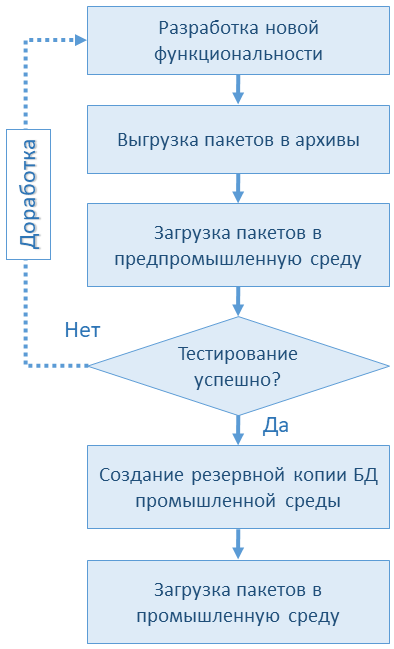 Разработка новой
функциональности
Выгрузка пакетов в архивы
Доработка
Загрузка пакетов в
предпромышленную среду
Нет
Тестирование
успешно?
Да
Создание резервной копии БД
промышленной среды
Загрузка пакетов в
промышленную среду